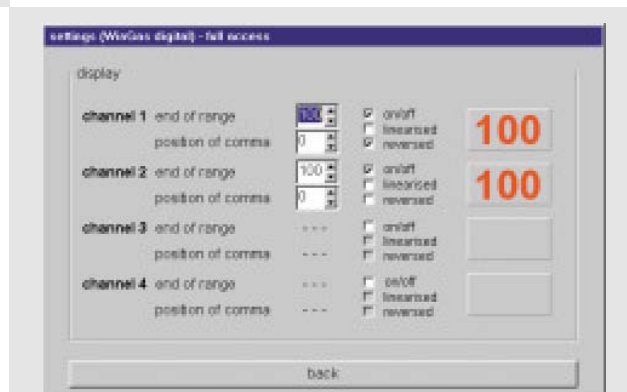 settings (WinGas digital) - full access
display
channel 1 end of range 100 on/off
linearised
position of comma 0 reversed
100
channel 2 end of range 100 on/off
linearised
position of comma 0 reversed
100
channel 3 end of range - - - on/off
linearised
position of comma - - - reversed
channel 4 end of range - - - on/off
linearised
position of comma - - - reversed
back